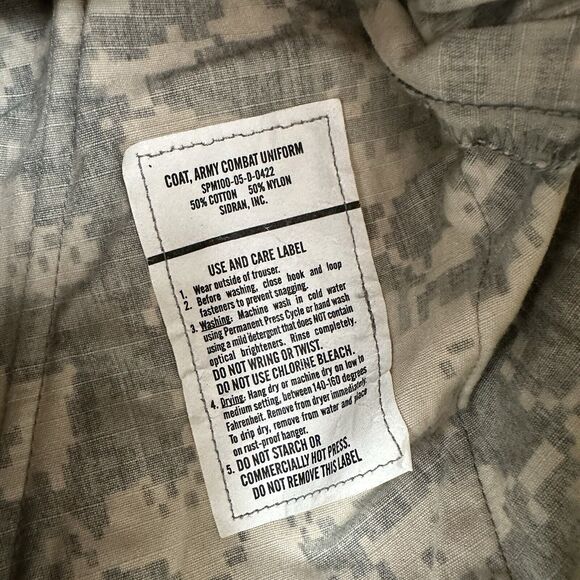 COAT, ARMY COMBAT UNIFORM
SPM100-05-D-0422
50% COTTON 50% NYLON
SIDRAN, INC.
USE AND CARE LABEL
1. Wear outside of trouser.
2. Before washing, close hook and loop
fasteners to prevent snagging.
3. Washing: Machine wash in cold water
using Permanent Press Cycle or hand wash
using a mild detergent that does NOT contain
optical brighteners. Rinse completely.
DO NOT WRING OR TWIST.
DO NOT USE CHLORINE BLEACH.
4. Drying: Hang dry or machine dry on low to
medium setting, between 140-160 degrees
Fahrenheit. Remove from dryer immediately.
To drip dry, remove from water and place
on rust-proof hanger.
5. DO NOT STARCH OR
COMMERCIALLY HOT PRESS.
DO NOT REMOVE THIS LABEL